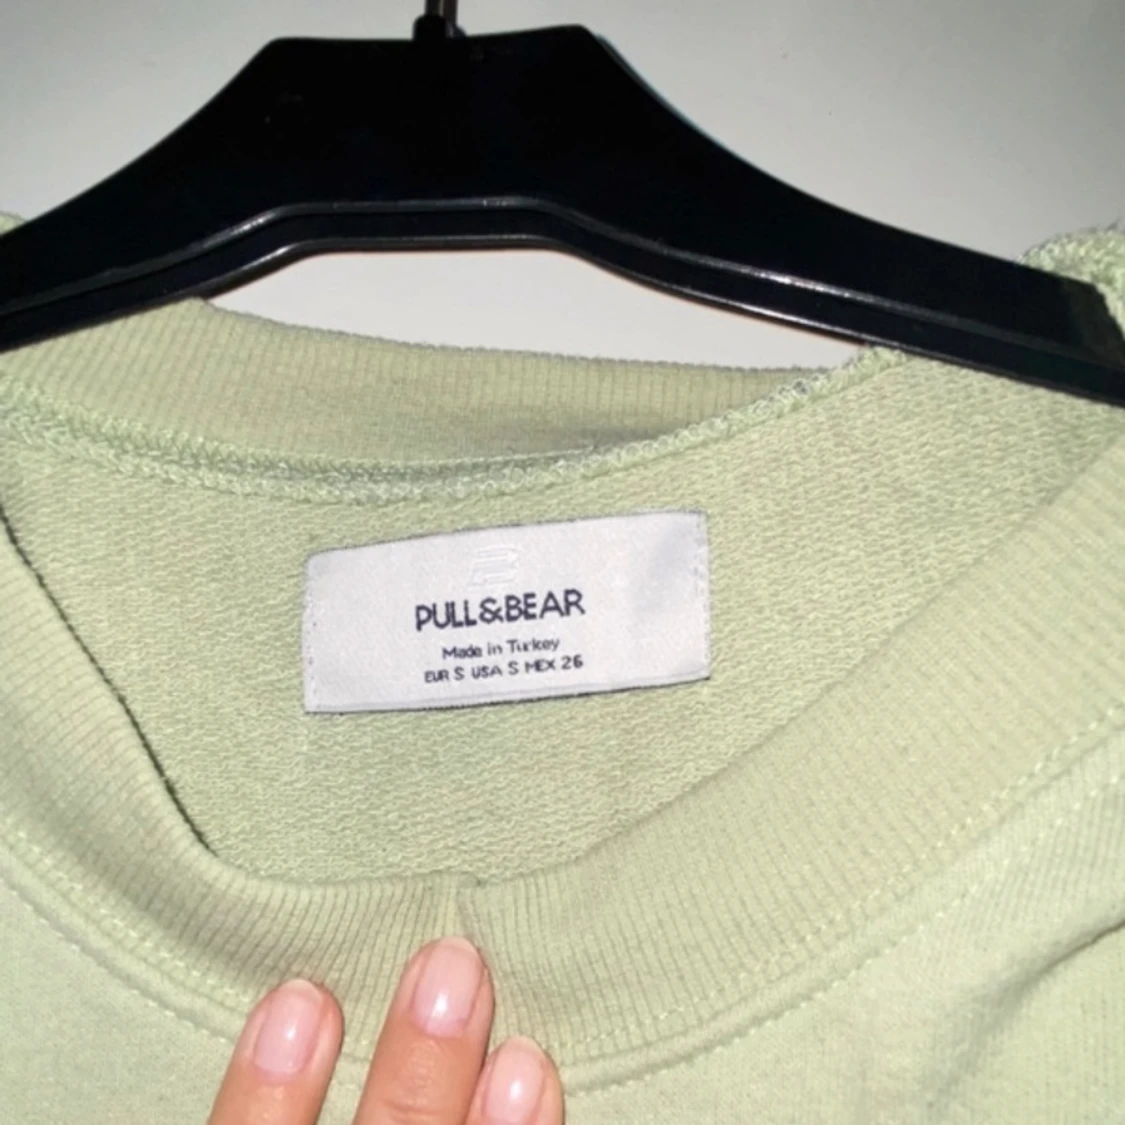 PULL&BEAR
Made in Turkey
EUR S USA S MEX 26